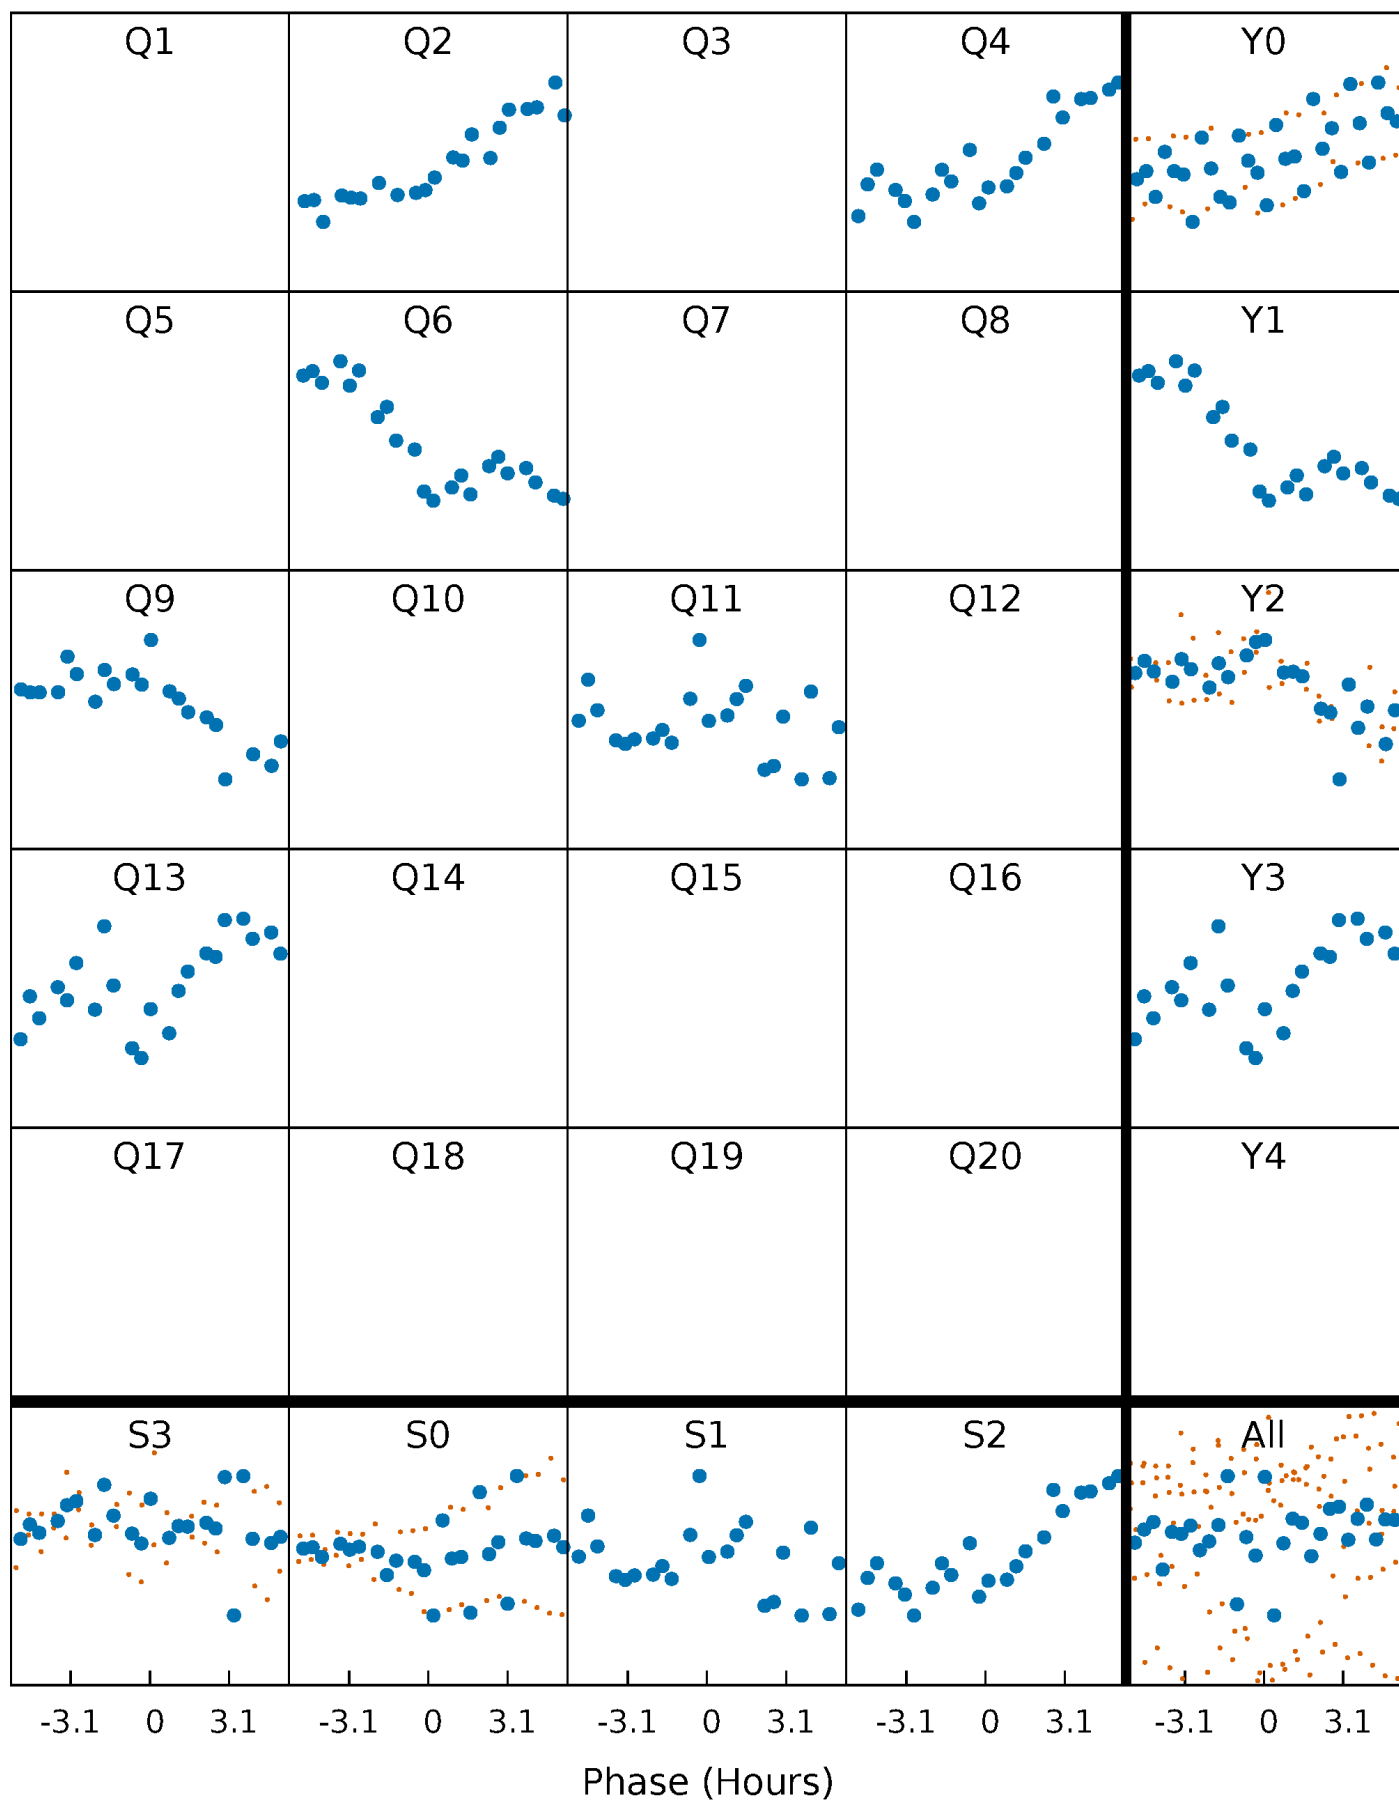 Q1 Q2 Q3 Q4 Y0
Q5 Q6 Q7 Q8 Y1
Q9 Q10 Q11 Q12 Y2
Q13 Q14 Q15 Q16 Y3
Q17 Q18 Q19 Q20 Y4
S3 S0 S1 S2 All
-3.1 0 3.1 -3.1 0 3.1 -3.1 0 3.1 -3.1 0 3.1 -3.1 0 3.1
Phase (Hours)